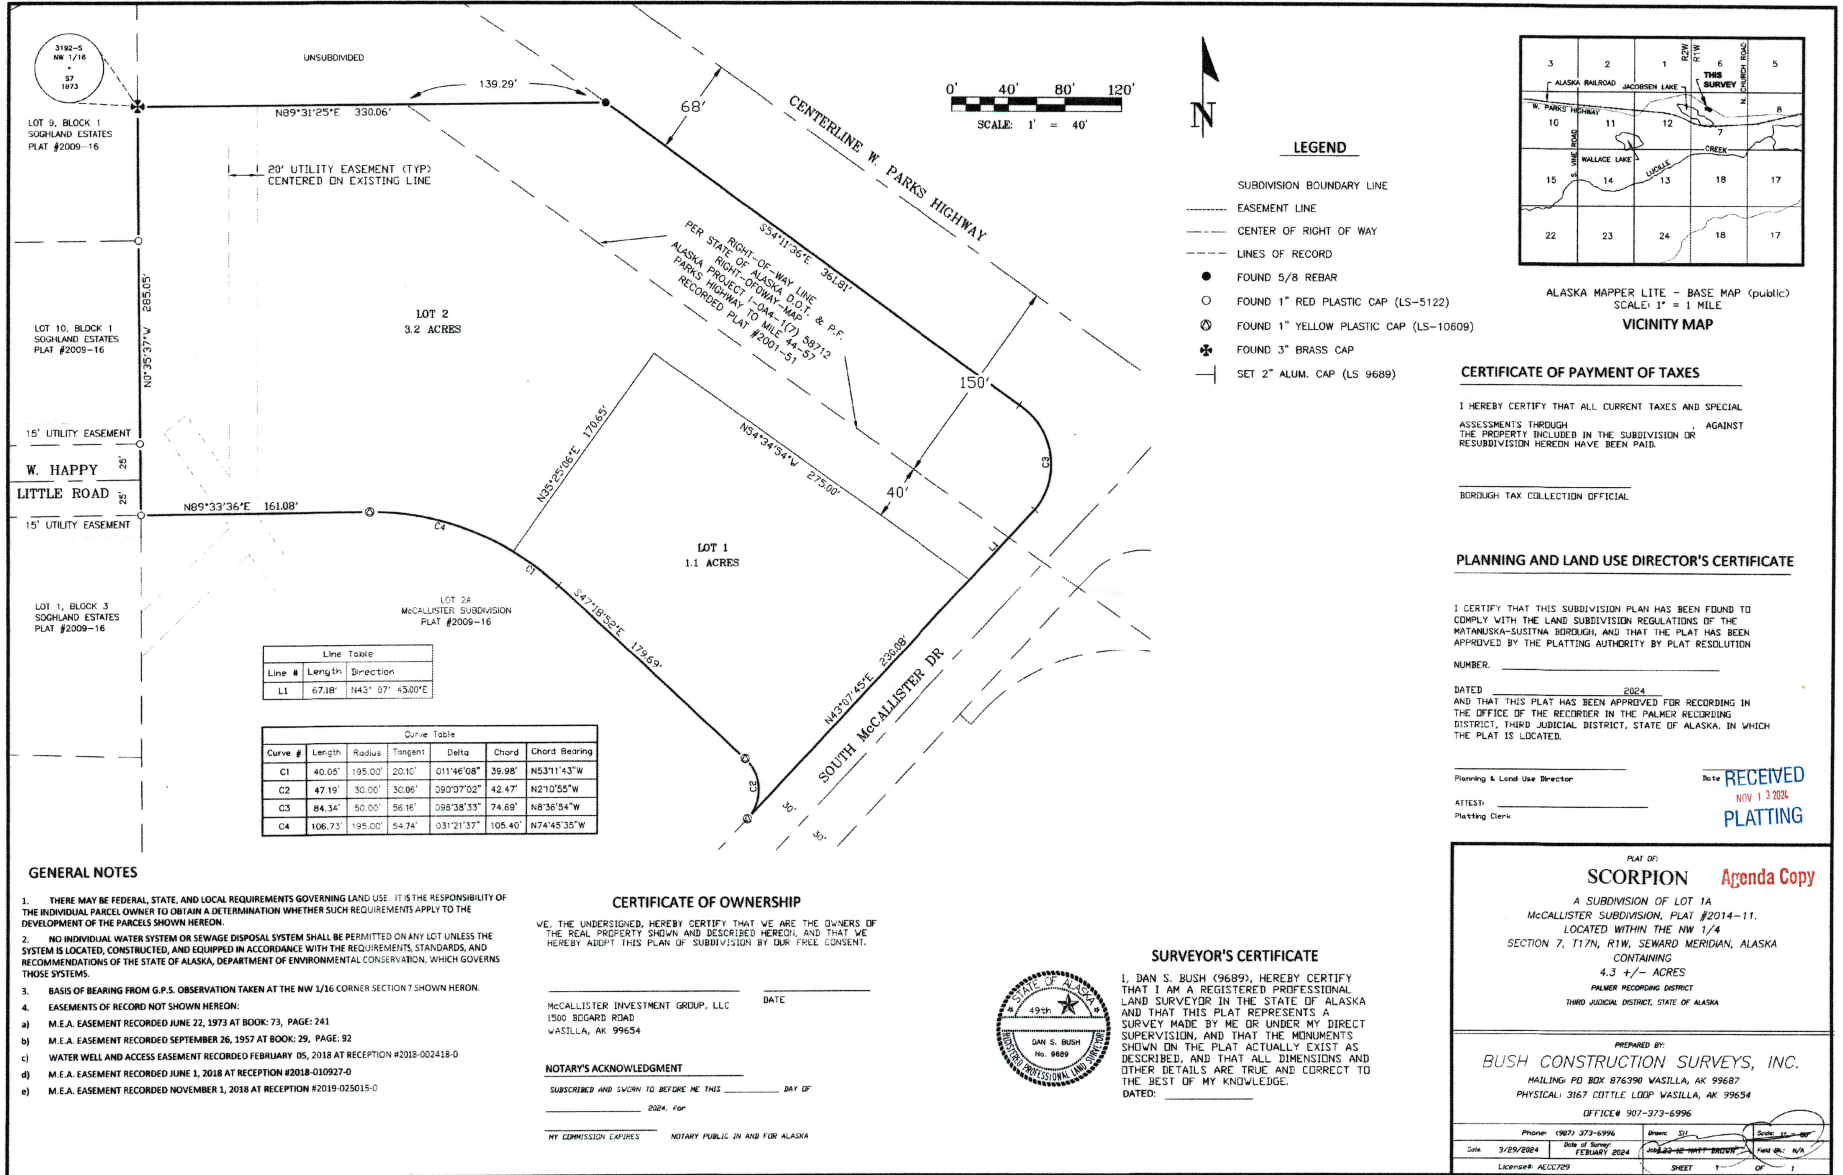 3192-S
NW 1/16
S7
1973
UNSUBDIVIDED
139.29'
N89°31'25"E 330.06'
68'
CENTERLINE W. PARKS HIGHWAY
LOT 9, BLOCK 1
SOGHLAND ESTATES
PLAT #2009-16
20' UTILITY EASEMENT (TYP)
CENTERED ON EXISTING LINE
S54°11'36"E 361.81'
RIGHT-OF-WAY LINE
PER STATE OF ALASKA D.O.T. & P.F.
RIGHT-OFOWAY-MAP
ALASKA PROJECT I-0A4-1(7) 58712
PARKS HIGHWAY TO MILE 44-57
RECORDED PLAT #2001-51
N0°35'37"W 285.05'
LOT 2
3.2 ACRES
LOT 10, BLOCK 1
SOGHLAND ESTATES
PLAT #2009-16
150'
C3
N35°25'06"E 170.65'
N54°34'54"W 275.00'
40'
15' UTILITY EASEMENT
W. HAPPY
LITTLE ROAD
25'
25'
15' UTILITY EASEMENT
N89°33'36"E 161.08'
C4
C1
L1
LOT 1
1.1 ACRES
S47°18'52"E 179.69'
LOT 1, BLOCK 3
SOGHLAND ESTATES
PLAT #2009-16
LOT 2A
McCALLISTER SUBDIVISION
PLAT #2009-16
N43°07'45"E 230.08'
SOUTH McCALLISTER DR
C2
30'
30'
Line Table
Line # Length Direction
L1 67.18' N43° 07' 45.00"E
Curve Table
Curve # Length Radius Tangent Delta Chord Chord Bearing
C1 40.05' 195.00' 20.10' 011°46'08" 39.98' N53°11'43"W
C2 47.19' 30.00' 30.06' 090°07'02" 42.47' N2°10'55"W
C3 84.34' 50.00' 56.16' 096°38'33" 74.69' N8°36'54"W
C4 106.73' 195.00' 54.74' 031°21'37" 105.40' N74°45'35"W
0' 40' 80' 120'
SCALE: 1' = 40'
N
LEGEND
SUBDIVISION BOUNDARY LINE
EASEMENT LINE
CENTER OF RIGHT OF WAY
LINES OF RECORD
FOUND 5/8 REBAR
FOUND 1" RED PLASTIC CAP (LS-5122)
FOUND 1" YELLOW PLASTIC CAP (LS-10609)
FOUND 3" BRASS CAP
SET 2" ALUM. CAP (LS 9689)
3 2 1 R2W R1W 6 5
ALASKA RAILROAD
JACOBSEN LAKE
THIS
SURVEY
N. CHURCH ROAD
W. PARKS HIGHWAY
10 11 12 7 8
S. VINE ROAD
WALLACE LAKE
LUCILLE
CREEK
15 14 13 18 17
22 23 24 18 17
ALASKA MAPPER LITE - BASE MAP (public)
SCALE: 1" = 1 MILE
VICINITY MAP
CERTIFICATE OF PAYMENT OF TAXES
I HEREBY CERTIFY THAT ALL CURRENT TAXES AND SPECIAL
ASSESSMENTS THROUGH , AGAINST
THE PROPERTY INCLUDED IN THE SUBDIVISION OR
RESUBDIVISION HEREON HAVE BEEN PAID.
BOROUGH TAX COLLECTION OFFICIAL
PLANNING AND LAND USE DIRECTOR'S CERTIFICATE
I CERTIFY THAT THIS SUBDIVISION PLAN HAS BEEN FOUND TO
COMPLY WITH THE LAND SUBDIVISION REGULATIONS OF THE
MATANUSKA-SUSITNA BOROUGH, AND THAT THE PLAT HAS BEEN
APPROVED BY THE PLATTING AUTHORITY BY PLAT RESOLUTION
NUMBER.
DATED 2024
AND THAT THIS PLAT HAS BEEN APPROVED FOR RECORDING IN
THE OFFICE OF THE RECORDER IN THE PALMER RECORDING
DISTRICT, THIRD JUDICIAL DISTRICT, STATE OF ALASKA, IN WHICH
THE PLAT IS LOCATED.
Planning & Land Use Director Date
RECEIVED
NOV 13 2024
PLATTING
ATTEST:
Platting Clerk
GENERAL NOTES
1. THERE MAY BE FEDERAL, STATE, AND LOCAL REQUIREMENTS GOVERNING LAND USE. IT IS THE RESPONSIBILITY OF
THE INDIVIDUAL PARCEL OWNER TO OBTAIN A DETERMINATION WHETHER SUCH REQUIREMENTS APPLY TO THE
DEVELOPMENT OF THE PARCELS SHOWN HEREON.
2. NO INDIVIDUAL WATER SYSTEM OR SEWAGE DISPOSAL SYSTEM SHALL BE PERMITTED ON ANY LOT UNLESS THE
SYSTEM IS LOCATED, CONSTRUCTED, AND EQUIPPED IN ACCORDANCE WITH THE REQUIREMENTS, STANDARDS, AND
RECOMMENDATIONS OF THE STATE OF ALASKA, DEPARTMENT OF ENVIRONMENTAL CONSERVATION, WHICH GOVERNS
THOSE SYSTEMS.
3. BASIS OF BEARING FROM G.P.S. OBSERVATION TAKEN AT THE NW 1/16 CORNER SECTION 7 SHOWN HERON.
4. EASEMENTS OF RECORD NOT SHOWN HEREON:
a) M.E.A. EASEMENT RECORDED JUNE 22, 1973 AT BOOK: 73, PAGE: 241
b) M.E.A. EASEMENT RECORDED SEPTEMBER 26, 1957 AT BOOK: 29, PAGE: 92
c) WATER WELL AND ACCESS EASEMENT RECORDED FEBRUARY 05, 2018 AT RECEPTION #2018-002418-0
d) M.E.A. EASEMENT RECORDED JUNE 1, 2018 AT RECEPTION #2018-010927-0
e) M.E.A. EASEMENT RECORDED NOVEMBER 1, 2018 AT RECEPTION #2019-025015-0
CERTIFICATE OF OWNERSHIP
WE, THE UNDERSIGNED, HEREBY CERTIFY THAT WE ARE THE OWNERS OF
THE REAL PROPERTY SHOWN AND DESCRIBED HEREON, AND THAT WE
HEREBY ADOPT THIS PLAN OF SUBDIVISION BY OUR FREE CONSENT.
McCALLISTER INVESTMENT GROUP, LLC DATE
1500 BOGARD ROAD
WASILLA, AK 99654
NOTARY'S ACKNOWLEDGMENT
SUBSCRIBED AND SWORN TO BEFORE ME THIS DAY OF
2024, For
MY COMMISSION EXPIRES NOTARY PUBLIC IN AND FOR ALASKA
STATE OF ALASKA
49th
DAN S. BUSH
No. 9689
REGISTERED PROFESSIONAL LAND SURVEYOR
SURVEYOR'S CERTIFICATE
I, DAN S. BUSH (9689), HEREBY CERTIFY
THAT I AM A REGISTERED PROFESSIONAL
LAND SURVEYOR IN THE STATE OF ALASKA
AND THAT THIS PLAT REPRESENTS A
SURVEY MADE BY ME OR UNDER MY DIRECT
SUPERVISION, AND THAT THE MONUMENTS
SHOWN ON THE PLAT ACTUALLY EXIST AS
DESCRIBED, AND THAT ALL DIMENSIONS AND
OTHER DETAILS ARE TRUE AND CORRECT TO
THE BEST OF MY KNOWLEDGE.
DATED:
PLAT OF:
SCORPION
Agenda Copy
A SUBDIVISION OF LOT 1A
McCALLISTER SUBDIVISION, PLAT #2014-11.
LOCATED WITHIN THE NW 1/4
SECTION 7, T17N, R1W, SEWARD MERIDIAN, ALASKA
CONTAINING
4.3 +/- ACRES
PALMER RECORDING DISTRICT
THIRD JUDICIAL DISTRICT, STATE OF ALASKA
PREPARED BY:
BUSH CONSTRUCTION SURVEYS, INC.
MAILING: PO BOX 876390 WASILLA, AK 99687
PHYSICAL: 3167 COTTLE LOOP WASILLA, AK 99654
OFFICE# 907-373-6996
Phone: (907) 373-6996 Drawn: SH Scale:
Date: 3/29/2024 Date of Survey: FEBUARY 2024 Field Bk.: N/A
License#: AECC729 SHEET 1 OF 1